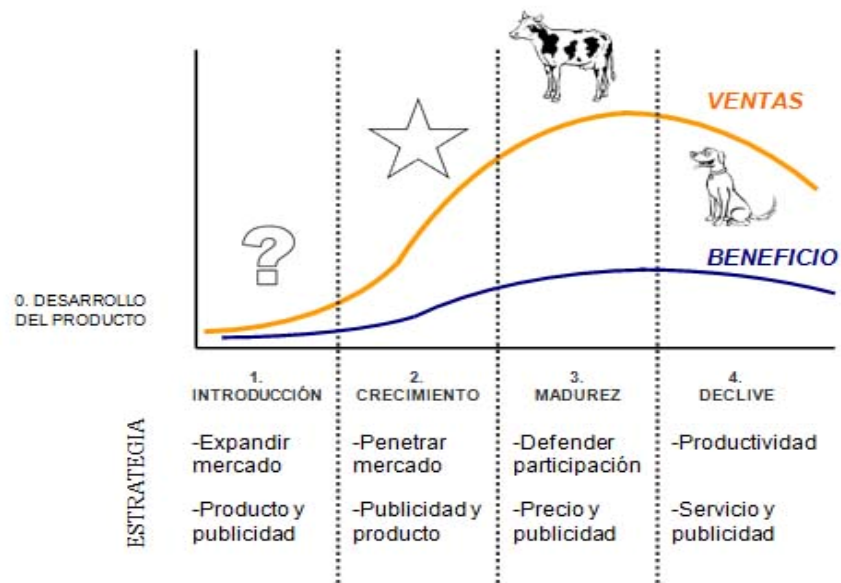 VENTAS
BENEFICIO
0. DESARROLLO
DEL PRODUCTO
1.
INTRODUCCIÓN
2.
CRECIMIENTO
3.
MADUREZ
4.
DECLIVE
ESTRATEGIA
-Expandir
mercado
-Producto y
publicidad
-Penetrar
mercado
-Publicidad y
producto
-Defender
participación
-Precio y
publicidad
-Productividad
-Servicio y
publicidad
?